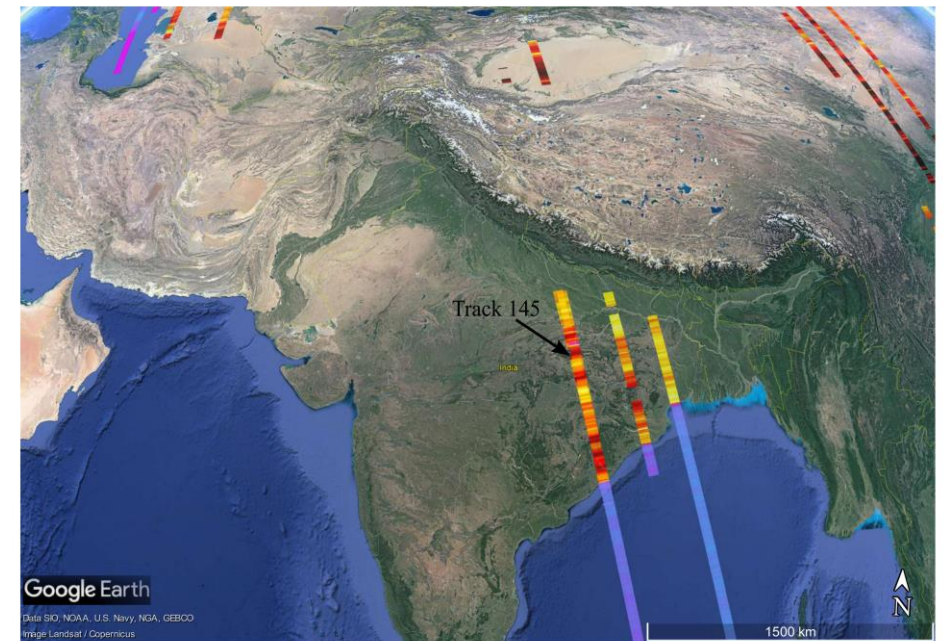 Track 145
India
Google Earth
Data SIO, NOAA, U.S. Navy, NGA, GEBCO
Image Landsat / Copernicus
N
1500 km